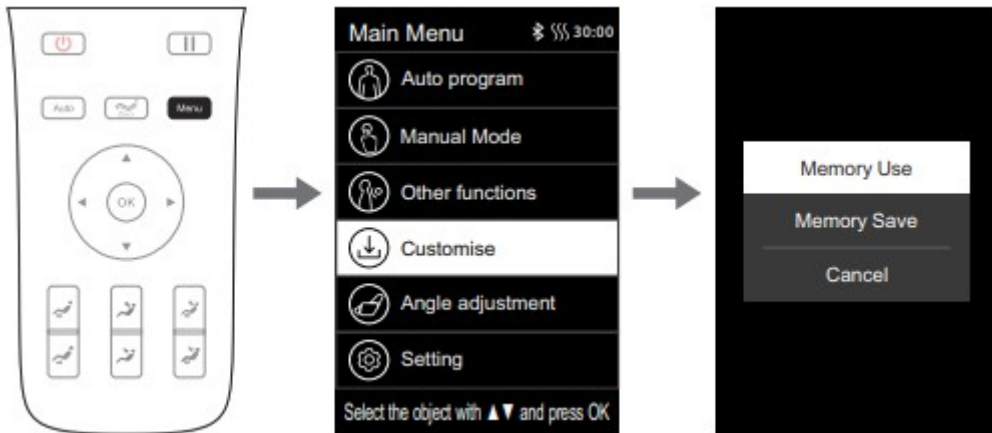 Auto
Menu
OK
Main Menu 30:00
Auto program
Manual Mode
Other functions
Customise
Angle adjustment
Setting
Select the object with ▲▼ and press OK
Memory Use
Memory Save
Cancel